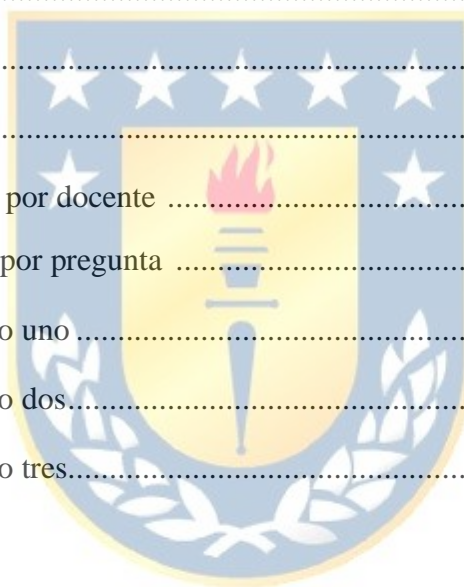 ....................................................
....................................................
....................................................
por docente ....................................
por pregunta ...................................
o uno ................................................
o dos................................................
o tres................................................